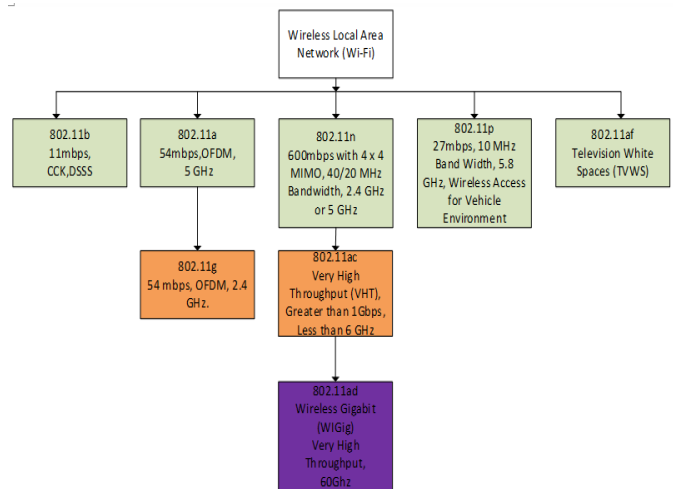 Wireless Local Area
Network (Wi-Fi)
802.11b
11mbps,
CCK,DSSS
802.11a
54mbps,OFDM,
5 GHz
802.11n
600mbps with 4 x 4
MIMO, 40/20 MHz
Bandwidth, 2.4 GHz
or 5 GHz
802.11p
27mbps, 10 MHz
Band Width, 5.8
GHz, Wireless Access
for Vehicle
Environment
802.11af
Television White
Spaces (TVWS)
802.11g
54 mbps, OFDM, 2.4
GHz.
802.11ac
Very High
Throughput (VHT),
Greater than 1Gbps,
Less than 6 GHz
802.11ad
Wireless Gigabit
(WIGig)
Very High
Throughput,
60Ghz